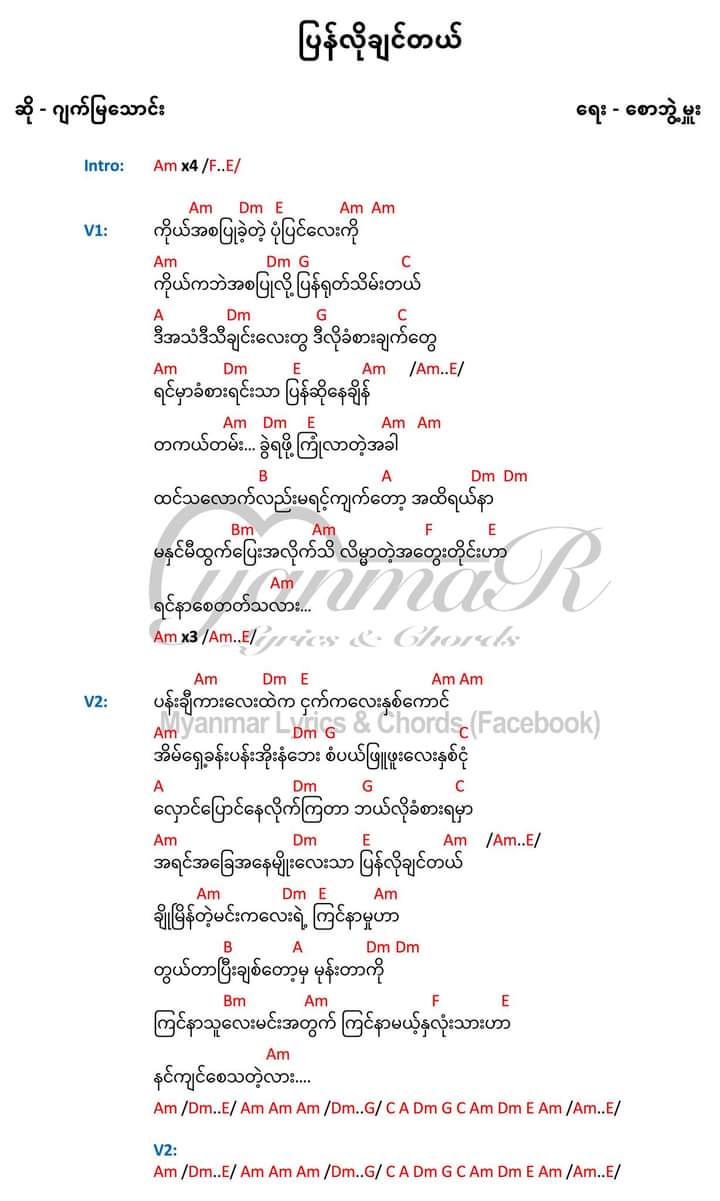 ပြန်လိုချင်တယ်
ဆို - ဂျက်မြသောင်း ရေး - စောဘွဲ့မှူး
Intro: Am x4 /F..E/
Am Dm E Am Am
V1: ကိုယ်အစပြုခဲ့တဲ့ ပုံပြင်လေးကို
Am Dm G C
ကိုယ်ကဘဲအစပြုလို့ ပြန်ရုတ်သိမ်းတယ်
A Dm G C
ဒီအသံဒီသီချင်းလေးတွ ဒီလိုခံစားချက်တွေ
Am Dm E Am /Am..E/
ရင်မှာခံစားရင်းသာ ပြန်ဆိုနေချိန်
Am Dm E Am Am
တကယ်တမ်း... ခွဲရဖို့ ကြုံလာတဲ့အခါ
B A Dm Dm
ထင်သလောက်လည်းမရင့်ကျက်တော့ အထိရယ်နာ
Bm Am F E
မနှင်မီထွက်ပြေးအလိုက်သိ လိမ္မာတဲ့အတွေးတိုင်းဟာ
Am
ရင်နာစေတတ်သလား...
Am x3 /Am..E/
myanmaR
Lyrics & Chords
Am Dm E Am Am
V2: ပန်းချီကားလေးထဲက ငှက်ကလေးနှစ်ကောင်
Myanmar Lyrics & Chords (Facebook)
Am Dm G C
အိမ်ရှေ့ခန်းပန်းအိုးနံဘေး စံပယ်ဖြူဖူးလေးနှစ်ငုံ
A Dm G C
လှောင်ပြောင်နေလိုက်ကြတာ ဘယ်လိုခံစားရမှာ
Am Dm E Am /Am..E/
အရင်အခြေအနေမျိုးလေးသာ ပြန်လိုချင်တယ်
Am Dm E Am
ချိုမြိန်တဲ့မင်းကလေးရဲ့ ကြင်နာမှုဟာ
B A Dm Dm
တွယ်တာပြီးချစ်တော့မှ မုန်းတာကို
Bm Am F E
ကြင်နာသူလေးမင်းအတွက် ကြင်နာမယ့်နှလုံးသားဟာ
Am
နင်ကျင်စေသတဲ့လား....
Am /Dm..E/ Am Am Am /Dm..G/ C A Dm G C Am Dm E Am /Am..E/
V2:
Am /Dm..E/ Am Am Am /Dm..G/ C A Dm G C Am Dm E Am /Am..E/